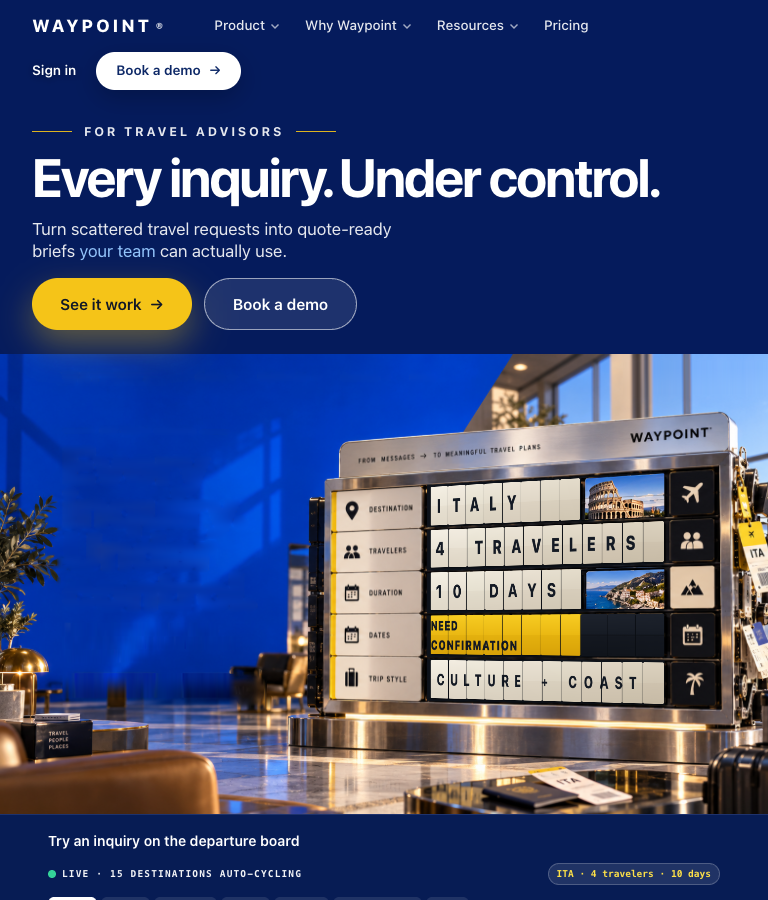 WAYPOINT ®
Product Why Waypoint Resources Pricing
Sign in Book a demo →
FOR TRAVEL ADVISORS
Every inquiry. Under control.
Turn scattered travel requests into quote-ready
briefs your team can actually use.
See it work → Book a demo
FROM MESSAGES → TO MEANINGFUL TRAVEL PLANS
WAYPOINT
DESTINATION ITALY
TRAVELERS 4 TRAVELERS
DURATION 10 DAYS
DATES NEED
CONFIRMATION
TRIP STYLE CULTURE + COAST
ITA
TRAVEL
PEOPLE
PLACES
ITA
Try an inquiry on the departure board
LIVE · 15 DESTINATIONS AUTO-CYCLING
ITA · 4 travelers · 10 days